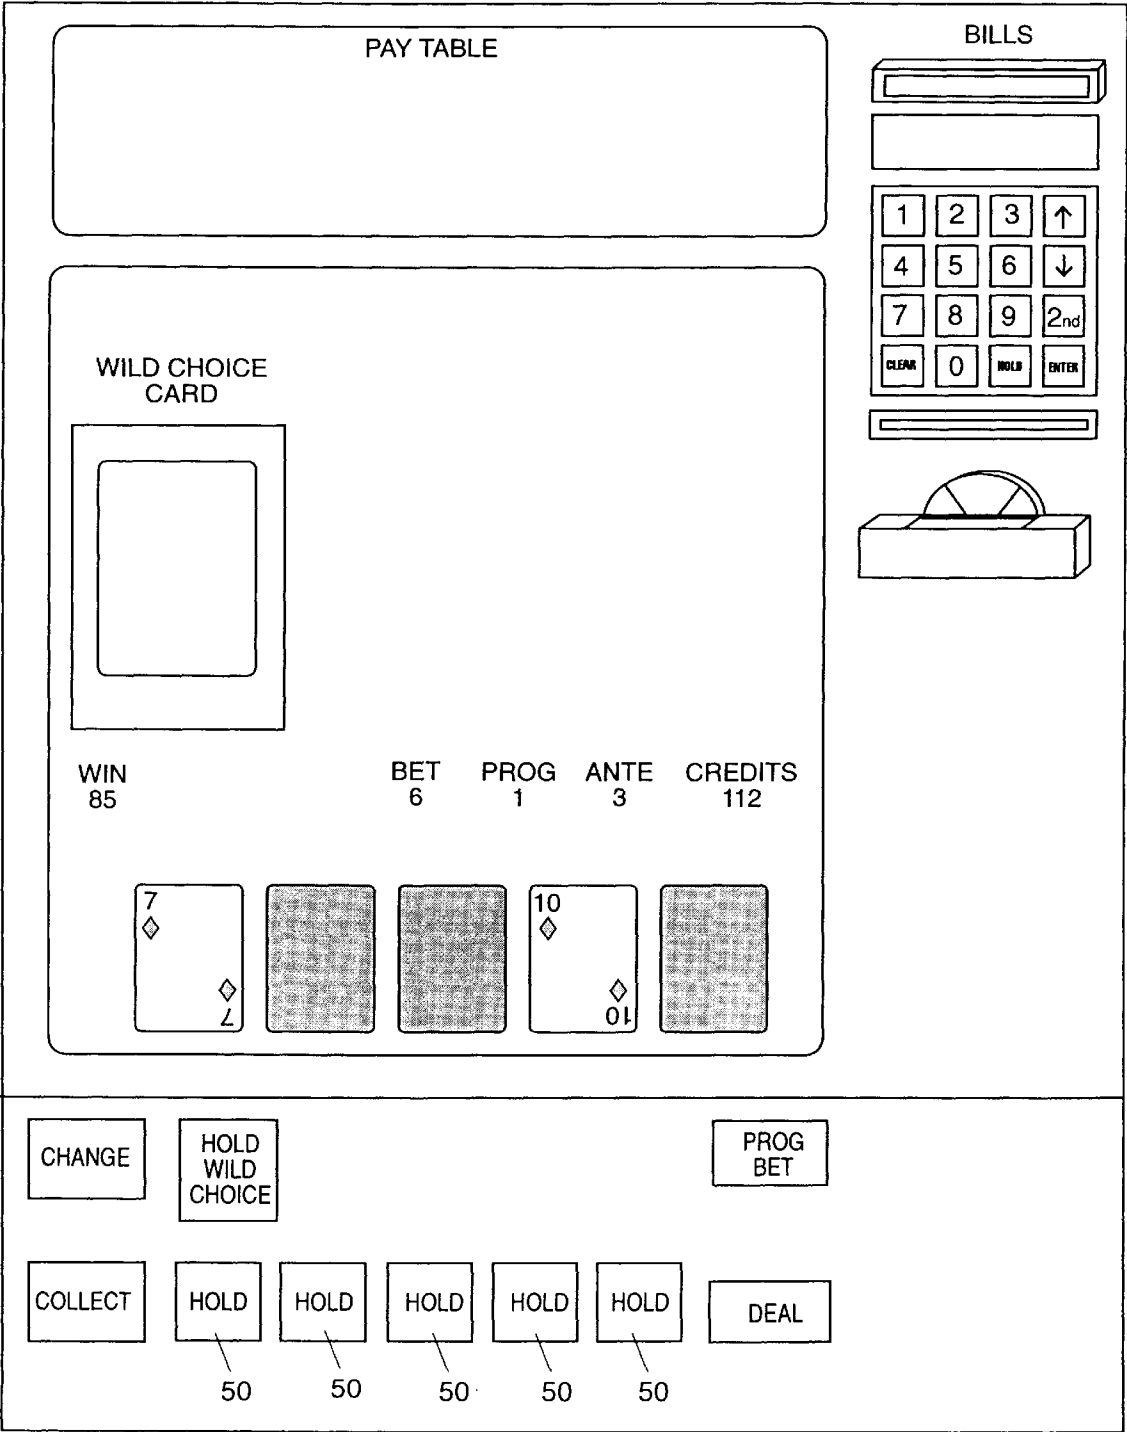 PAY TABLE
BILLS
1 2 3 ↑
4 5 6 ↓
7 8 9 2nd
CLEAR 0 HOLD ENTER
WILD CHOICE
CARD
WIN
85
BET
6
PROG
1
ANTE
3
CREDITS
112
7
7
10
10
CHANGE
HOLD
WILD
CHOICE
PROG
BET
COLLECT
HOLD
HOLD
HOLD
HOLD
HOLD
DEAL
50
50
50
50
50